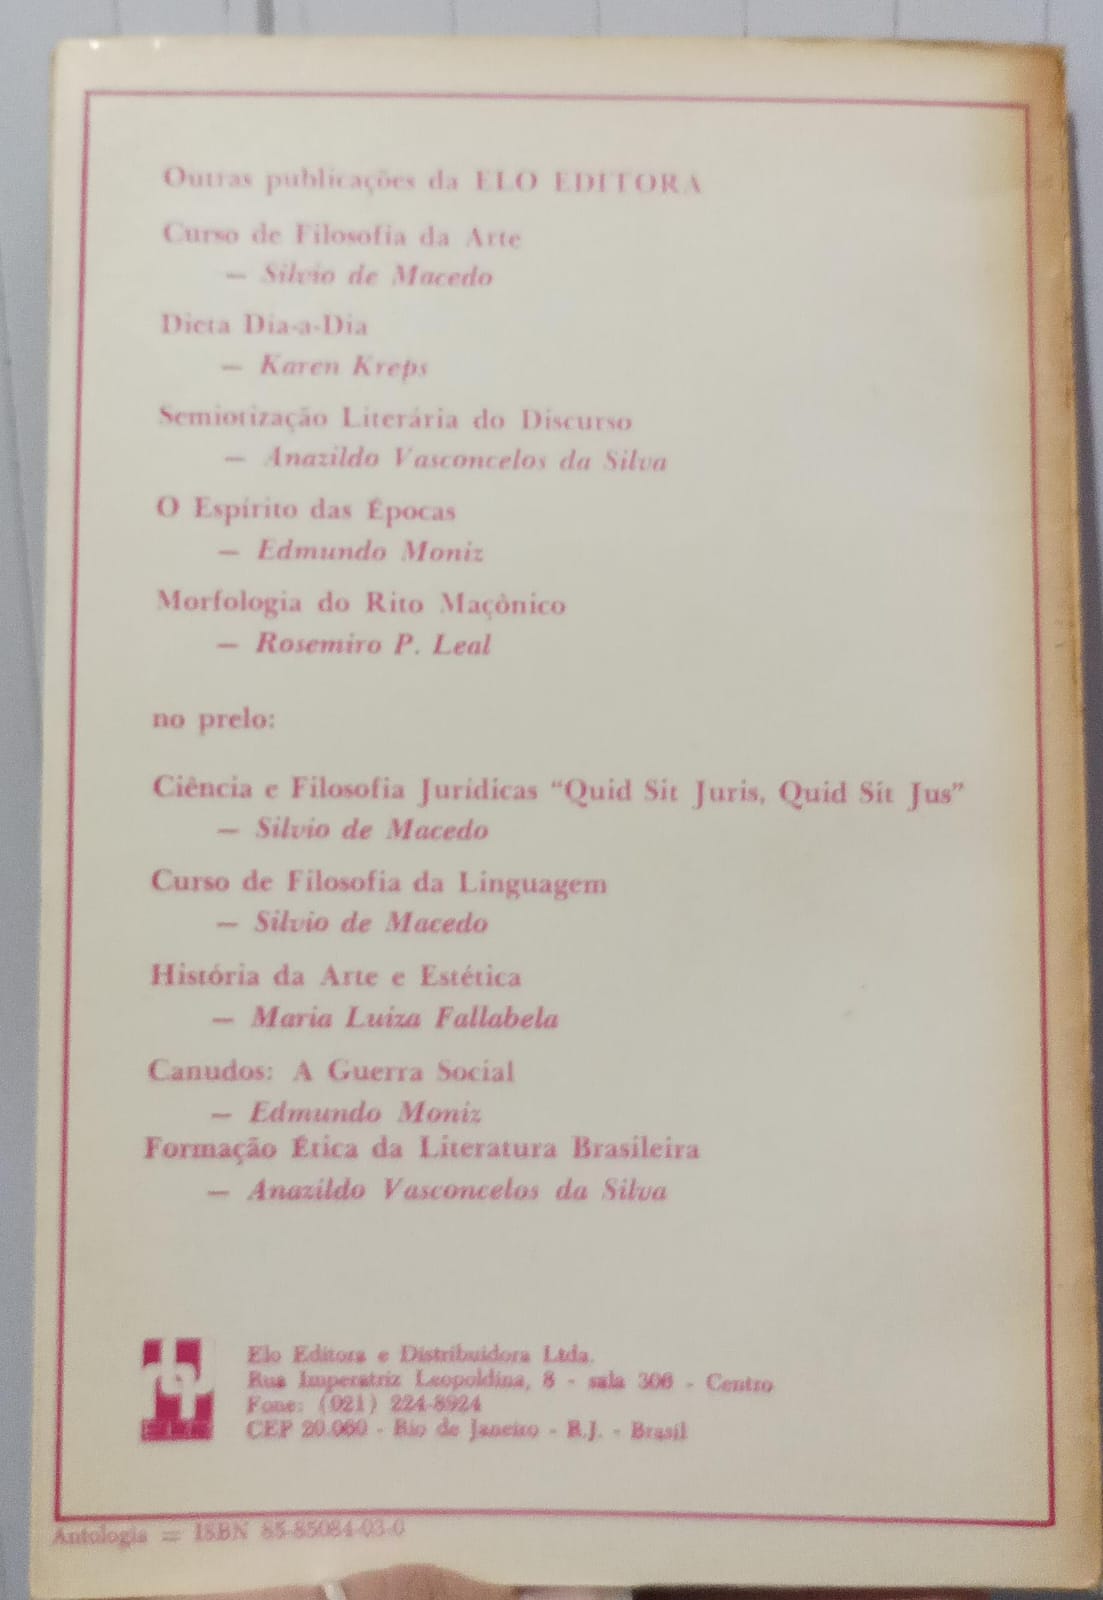 Outras publicações da ELO EDITORA
Curso de Filosofia da Arte
— Silvio de Macedo
Dieta Dia-a-Dia
— Karen Kreps
Semiotização Literária do Discurso
— Anazildo Vasconcelos da Silva
O Espírito das Épocas
— Edmundo Moniz
Morfologia do Rito Maçônico
— Rosemiro P. Leal
no prelo:
Ciência e Filosofia Jurídicas “Quid Sit Juris, Quid Sit Jus”
— Silvio de Macedo
Curso de Filosofia da Linguagem
— Silvio de Macedo
História da Arte e Estética
— Maria Luiza Fallabela
Canudos: A Guerra Social
— Edmundo Moniz
Formação Ética da Literatura Brasileira
— Anazildo Vasconcelos da Silva
Elo Editora e Distribuidora Ltda.
Rua Imperatriz Leopoldina, 8 - sala 306 - Centro
Fone: (021) 224-8924
CEP 20.060 - Rio de Janeiro - R.J. - Brasil
Antologia = ISBN 85-85084-03-0